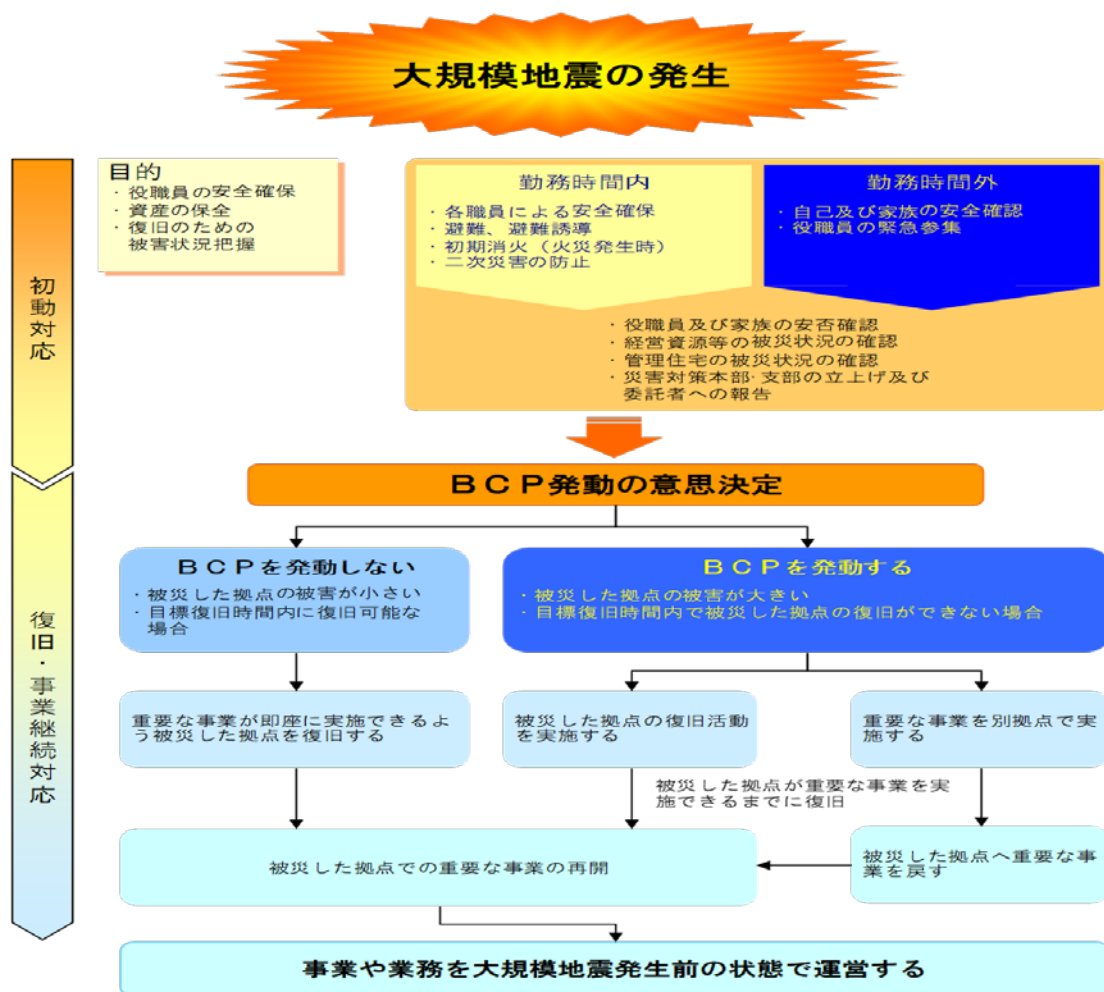 大規模地震の発生
初動対応
目的
・役職員の安全確保
・資産の保全
・復旧のための
被害状況把握
勤務時間内
・各職員による安全確保
・避難、避難誘導
・初期消火（火災発生時）
・二次災害の防止
勤務時間外
・自己及び家族の安全確認
・役職員の緊急参集
・役職員及び家族の安否確認
・経営資源等の被災状況の確認
・管理住宅の被災状況の確認
・災害対策本部・支部の立上げ及び
委託者への報告
復旧・事業継続対応
ＢＣＰ発動の意思決定
ＢＣＰを発動しない
・被災した拠点の被害が小さい
・目標復旧時間内に復旧可能な
場合
ＢＣＰを発動する
・被災した拠点の被害が大きい
・目標復旧時間内で被災した拠点の復旧ができない場合
重要な事業が即座に実施できるよ
う被災した拠点を復旧する
被災した拠点の復旧活動
を実施する
重要な事業を別拠点で実
施する
被災した拠点が重要な事業を実
施できるまでに復旧
被災した拠点での重要な事業の再開
被災した拠点へ重要な事
業を戻す
事業や業務を大規模地震発生前の状態で運営する